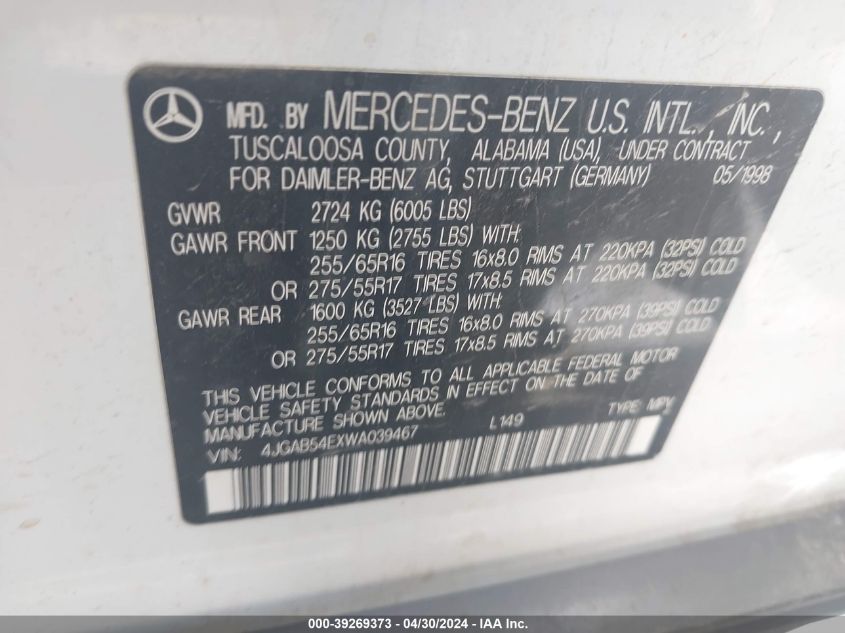 MFD. BY MERCEDES-BENZ U.S. INTL., INC.,
TUSCALOOSA COUNTY, ALABAMA (USA), UNDER CONTRACT
FOR DAIMLER-BENZ AG, STUTTGART (GERMANY) 05/1998
GVWR 2724 KG (6005 LBS)
GAWR FRONT 1250 KG (2755 LBS) WITH:
255/65R16 TIRES 16x8.0 RIMS AT 220KPA (32PSI) COLD
OR 275/55R17 TIRES 17x8.5 RIMS AT 220KPA (32PSI) COLD
GAWR REAR 1600 KG (3527 LBS) WITH:
255/65R16 TIRES 16x8.0 RIMS AT 270KPA (39PSI) COLD
OR 275/55R17 TIRES 17x8.5 RIMS AT 270KPA (39PSI) COLD
THIS VEHICLE CONFORMS TO ALL APPLICABLE FEDERAL MOTOR
VEHICLE SAFETY STANDARDS IN EFFECT ON THE DATE OF
MANUFACTURE SHOWN ABOVE.
VIN: 4JGAB54EXWA039467 L149 TYPE: MPV
000-39269373 - 04/30/2024 - IAA Inc.